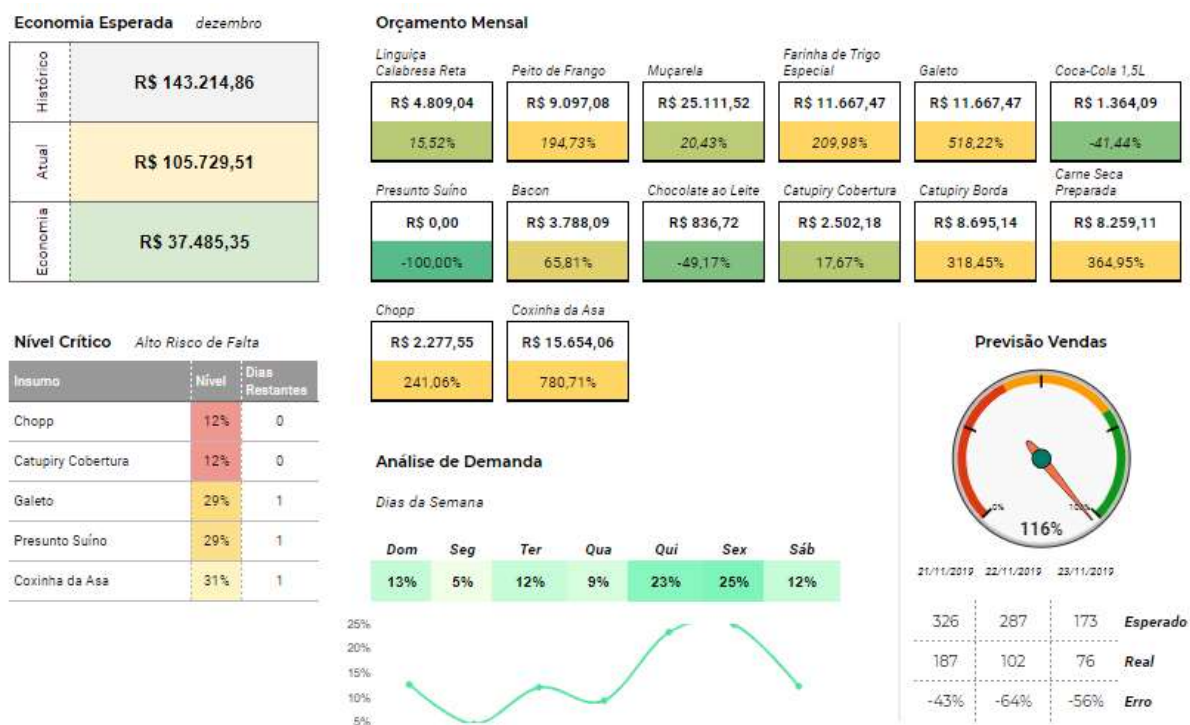 Economia Esperada dezembro
Histórico R$ 143.214,86
Atual R$ 105.729,51
Economia R$ 37.485,35
Orçamento Mensal
Linguiça
Calabresa Reta
R$ 4.809,04
15,52%
Peito de Frango
R$ 9.097,08
194,73%
Muçarela
R$ 25.111,52
20,43%
Farinha de Trigo
Especial
R$ 11.667,47
209,98%
Galeto
R$ 11.667,47
518,22%
Coca-Cola 1,5L
R$ 1.364,09
-41,44%
Presunto Suíno
R$ 0,00
-100,00%
Bacon
R$ 3.788,09
65,81%
Chocolate ao Leite
R$ 836,72
-49,17%
Catupiry Cobertura
R$ 2.502,18
17,67%
Catupiry Borda
R$ 8.695,14
318,45%
Carne Seca
Preparada
R$ 8.259,11
364,95%
Chopp
R$ 2.277,55
241,06%
Coxinha da Asa
R$ 15.654,06
780,71%
Nível Crítico Alto Risco de Falta
Insumo Nível Dias
Restantes
Chopp 12% 0
Catupiry Cobertura 12% 0
Galeto 29% 1
Presunto Suíno 29% 1
Coxinha da Asa 31% 1
Análise de Demanda
Dias da Semana
Dom Seg Ter Qua Qui Sex Sáb
13% 5% 12% 9% 23% 25% 12%
25%
20%
15%
10%
5%
Previsão Vendas
0% 100%
116%
21/11/2019 22/11/2019 23/11/2019
326 287 173 Esperado
187 102 76 Real
-43% -64% -56% Erro